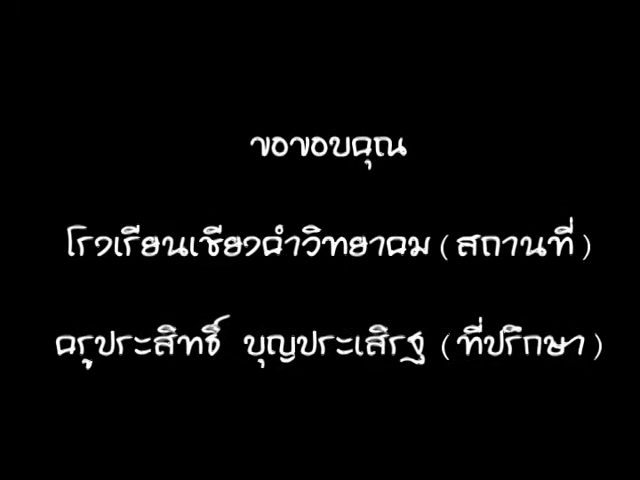 ขอขอบคุณ
โรงเรียนเชียงคำวิทยาคม (สถานที่)
ครูประสิทธิ์ บุญประเสิรฐ (ที่ปรึกษา)